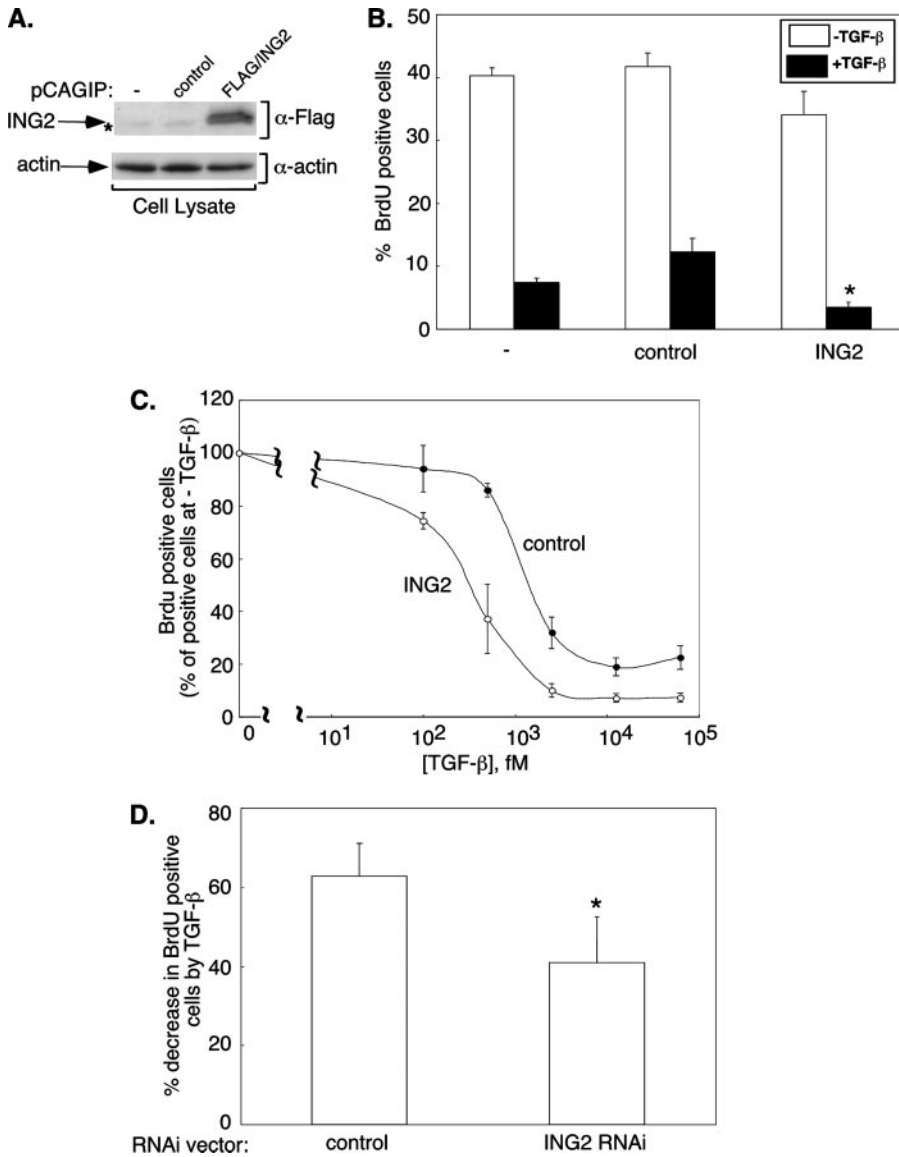 A.
pCAGIP: - control FLAG/ING2
ING2 * α-Flag
actin α-actin
Cell Lysate
B.
% BrdU positive cells
50
40
30
20
10
0
-TGF-β
+TGF-β
*
- control ING2
C.
Brdu positive cells
(% of positive cells at - TGF-β)
120
100
80
60
40
20
0
control
ING2
0 10¹ 10² 10³ 10⁴ 10⁵
[TGF-β], fM
D.
% decrease in BrdU positive
cells by TGF-β
80
60
40
20
0
*
RNAi vector: control ING2 RNAi